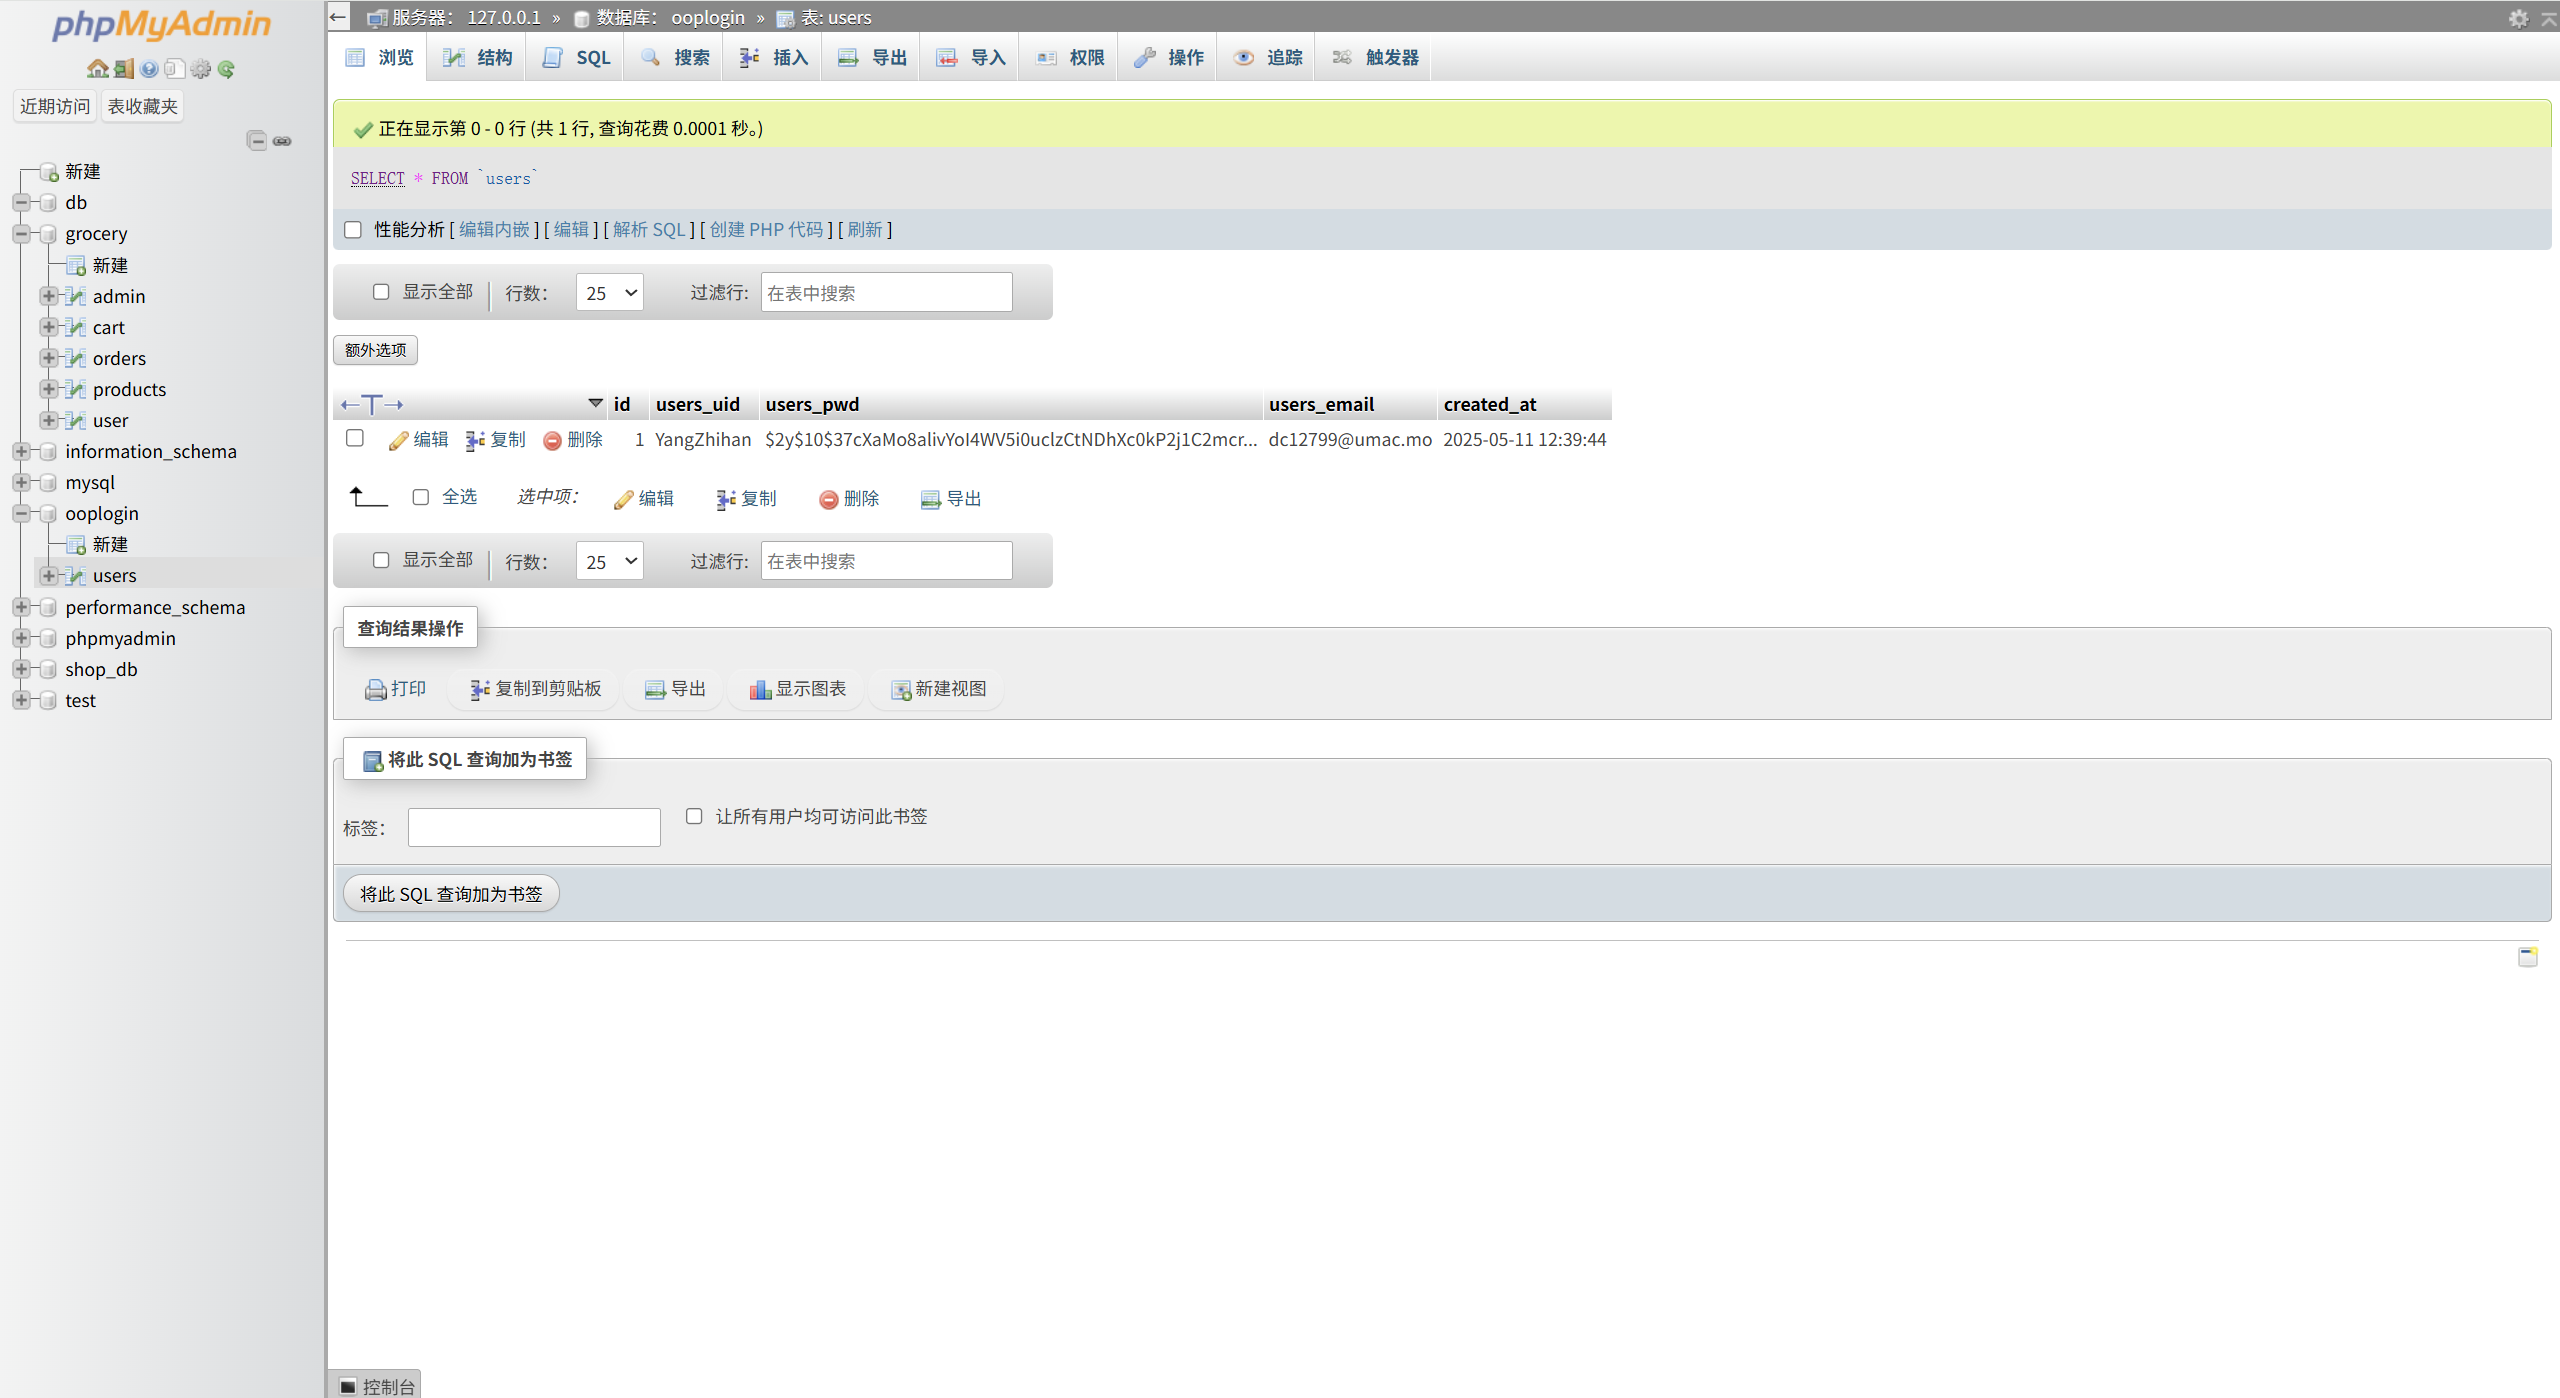 phpMyAdmin
近期访问 表收藏夹
新建
db
grocery
新建
admin
cart
orders
products
user
information_schema
mysql
ooplogin
新建
users
performance_schema
phpmyadmin
shop_db
test
服务器： 127.0.0.1 » 数据库： ooplogin » 表: users
浏览 结构 SQL 搜索 插入 导出 导入 权限 操作 追踪 触发器
正在显示第 0 - 0 行 (共 1 行, 查询花费 0.0001 秒。)
SELECT * FROM `users`
性能分析 [ 编辑内嵌 ] [ 编辑 ] [ 解析 SQL ] [ 创建 PHP 代码 ] [ 刷新 ]
显示全部 行数： 25 过滤行: 在表中搜索
额外选项
←T→ id users_uid users_pwd users_email created_at
编辑 复制 删除 1 YangZhihan $2y$10$37cXaMo8alivYoI4WV5i0uclzCtNDhXc0kP2j1C2mcr... dc12799@umac.mo 2025-05-11 12:39:44
全选 选中项： 编辑 复制 删除 导出
显示全部 行数： 25 过滤行: 在表中搜索
查询结果操作
打印 复制到剪贴板 导出 显示图表 新建视图
将此 SQL 查询加为书签
标签： 让所有用户均可访问此书签
将此 SQL 查询加为书签
控制台